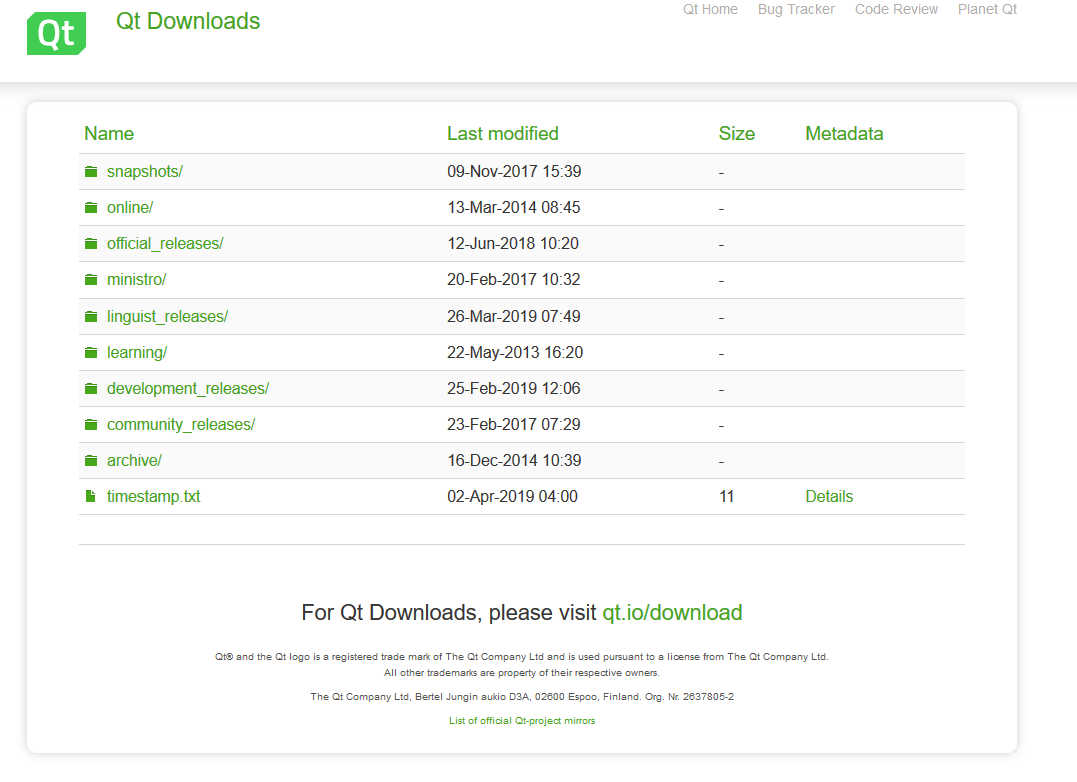 Qt
Qt Downloads
Qt Home Bug Tracker Code Review Planet Qt
Name Last modified Size Metadata
snapshots/ 09-Nov-2017 15:39 -
online/ 13-Mar-2014 08:45 -
official_releases/ 12-Jun-2018 10:20 -
ministro/ 20-Feb-2017 10:32 -
linguist_releases/ 26-Mar-2019 07:49 -
learning/ 22-May-2013 16:20 -
development_releases/ 25-Feb-2019 12:06 -
community_releases/ 23-Feb-2017 07:29 -
archive/ 16-Dec-2014 10:39 -
timestamp.txt 02-Apr-2019 04:00 11 Details
For Qt Downloads, please visit qt.io/download
Qt® and the Qt logo is a registered trade mark of The Qt Company Ltd and is used pursuant to a license from The Qt Company Ltd.
All other trademarks are property of their respective owners.
The Qt Company Ltd, Bertel Jungin aukio D3A, 02600 Espoo, Finland. Org. Nr. 2637805-2
List of official Qt-project mirrors